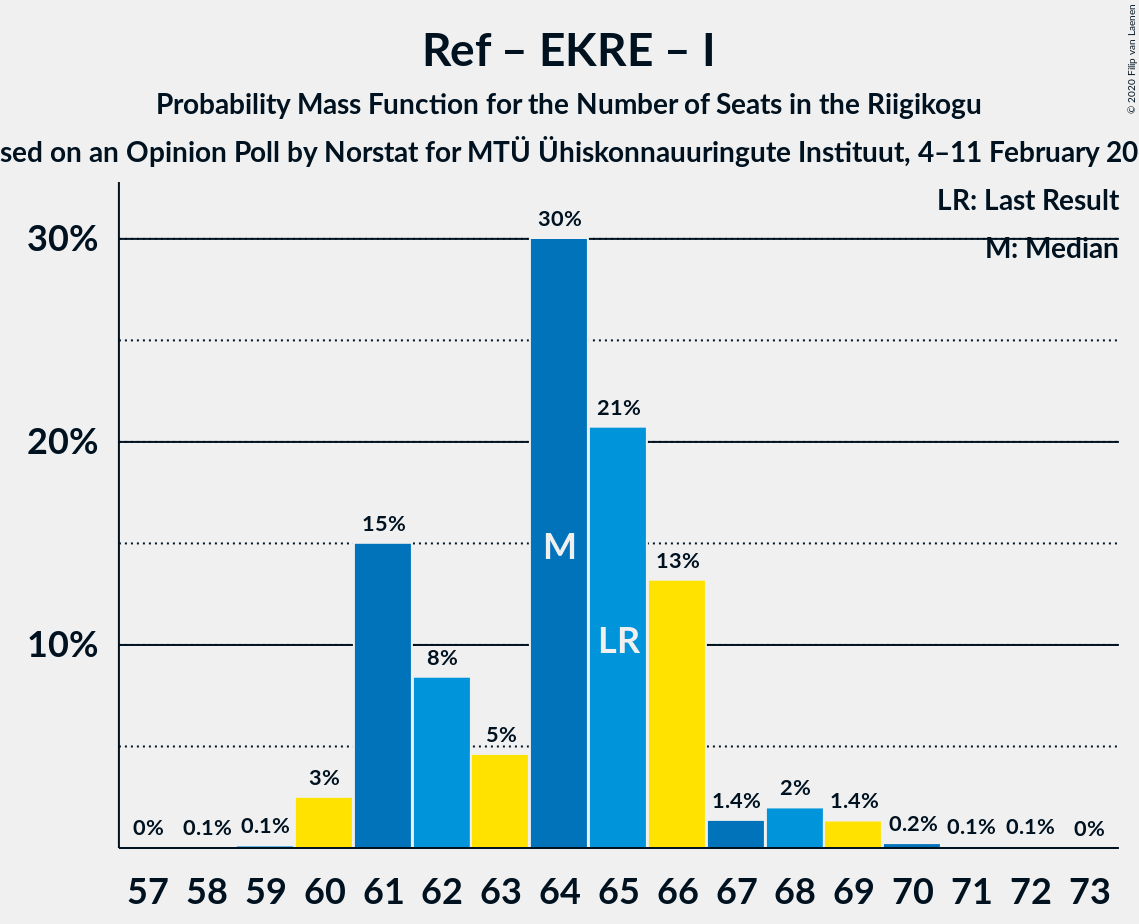 Ref – EKRE – I
Probability Mass Function for the Number of Seats in the Riigikogu
sed on an Opinion Poll by Norstat for MTÜ Ühiskonnauuringute Instituut, 4–11 February 20
© 2020 Filip van Laenen
LR: Last Result
M: Median
30%
20%
10%
0%
0.1%
0.1%
3%
15%
8%
5%
30%
21%
13%
1.4%
2%
1.4%
0.2%
0.1%
0.1%
0%
M
LR
57 58 59 60 61 62 63 64 65 66 67 68 69 70 71 72 73